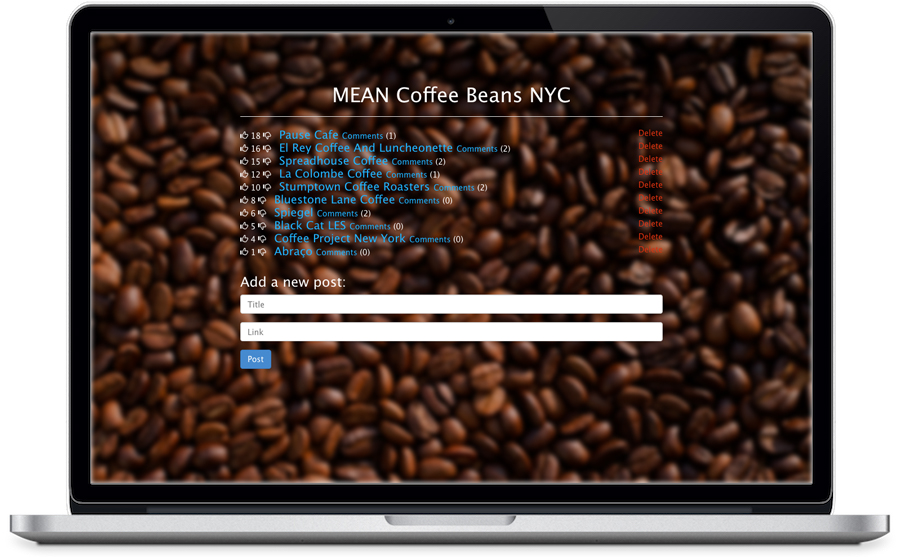 MEAN Coffee Beans NYC
18 Pause Cafe Comments (1) Delete
16 El Rey Coffee And Luncheonette Comments (2) Delete
15 Spreadhouse Coffee Comments (2) Delete
12 La Colombe Coffee Comments (1) Delete
10 Stumptown Coffee Roasters Comments (2) Delete
8 Bluestone Lane Coffee Comments (0) Delete
6 Spiegel Comments (2) Delete
5 Black Cat LES Comments (0) Delete
4 Coffee Project New York Comments (0) Delete
1 Abraço Comments (0) Delete
Add a new post:
Title
Link
Post